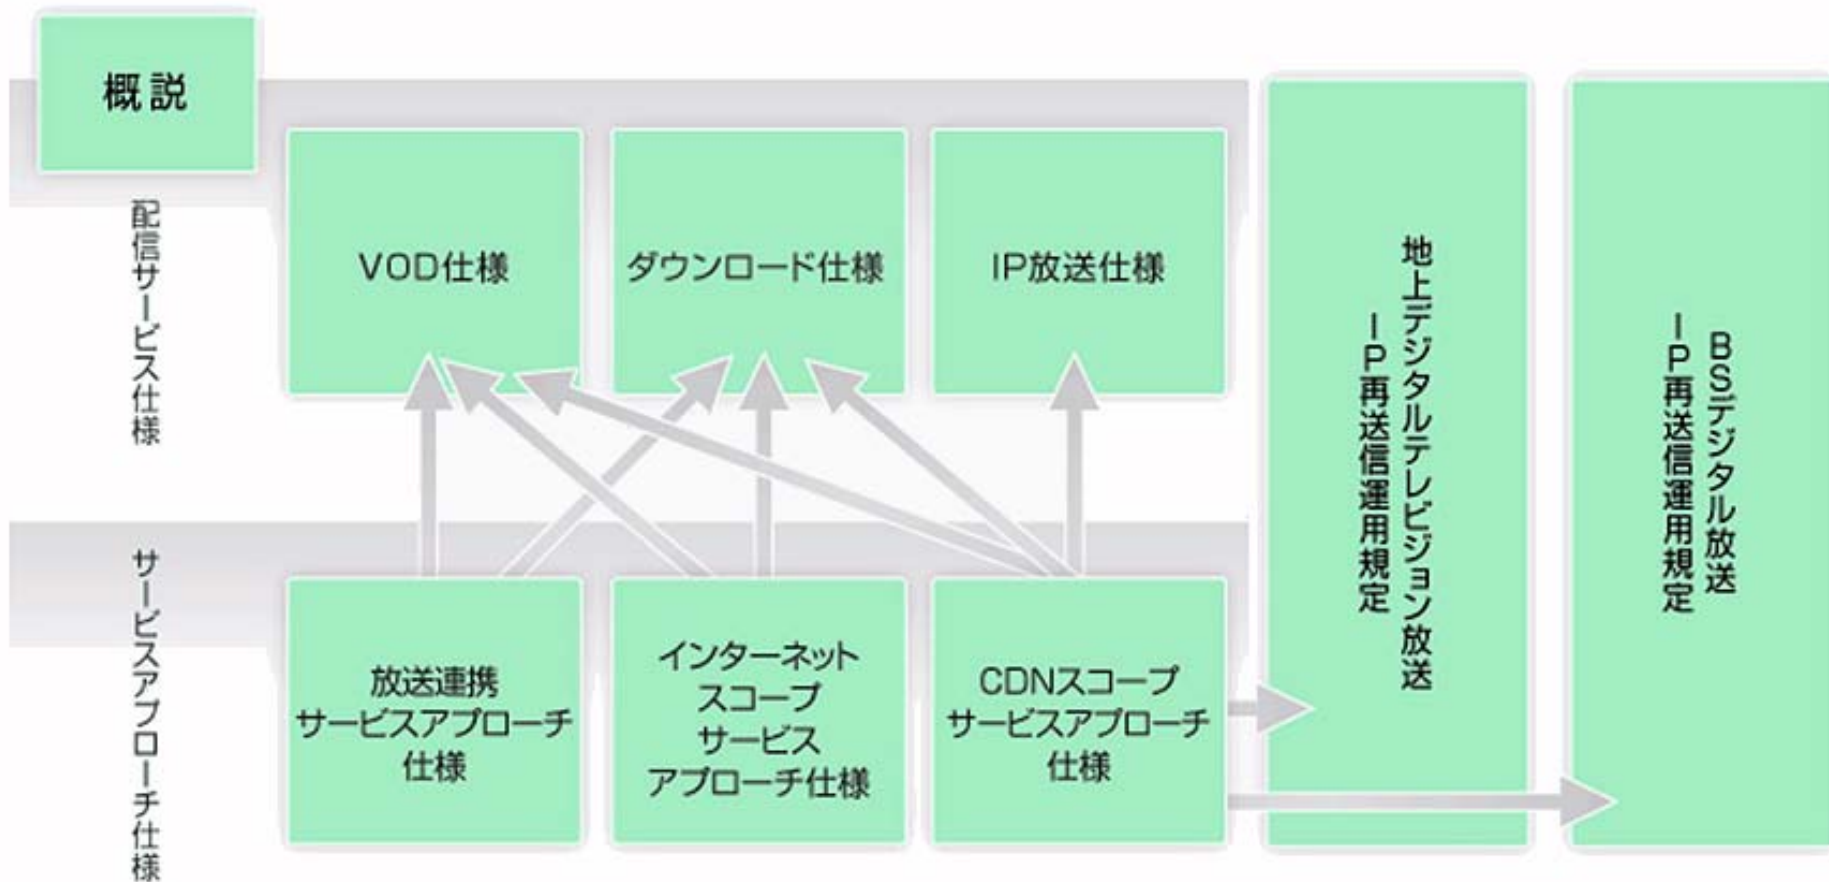 概説
配信サービス仕様
VOD仕様
ダウンロード仕様
IP放送仕様
地上デジタルテレビジョン放送
IP再送信運用規定
BSデジタル放送
IP再送信運用規定
サービスアプローチ仕様
放送連携
サービスアプローチ
仕様
インターネット
スコープ
サービス
アプローチ仕様
CDNスコープ
サービスアプローチ
仕様